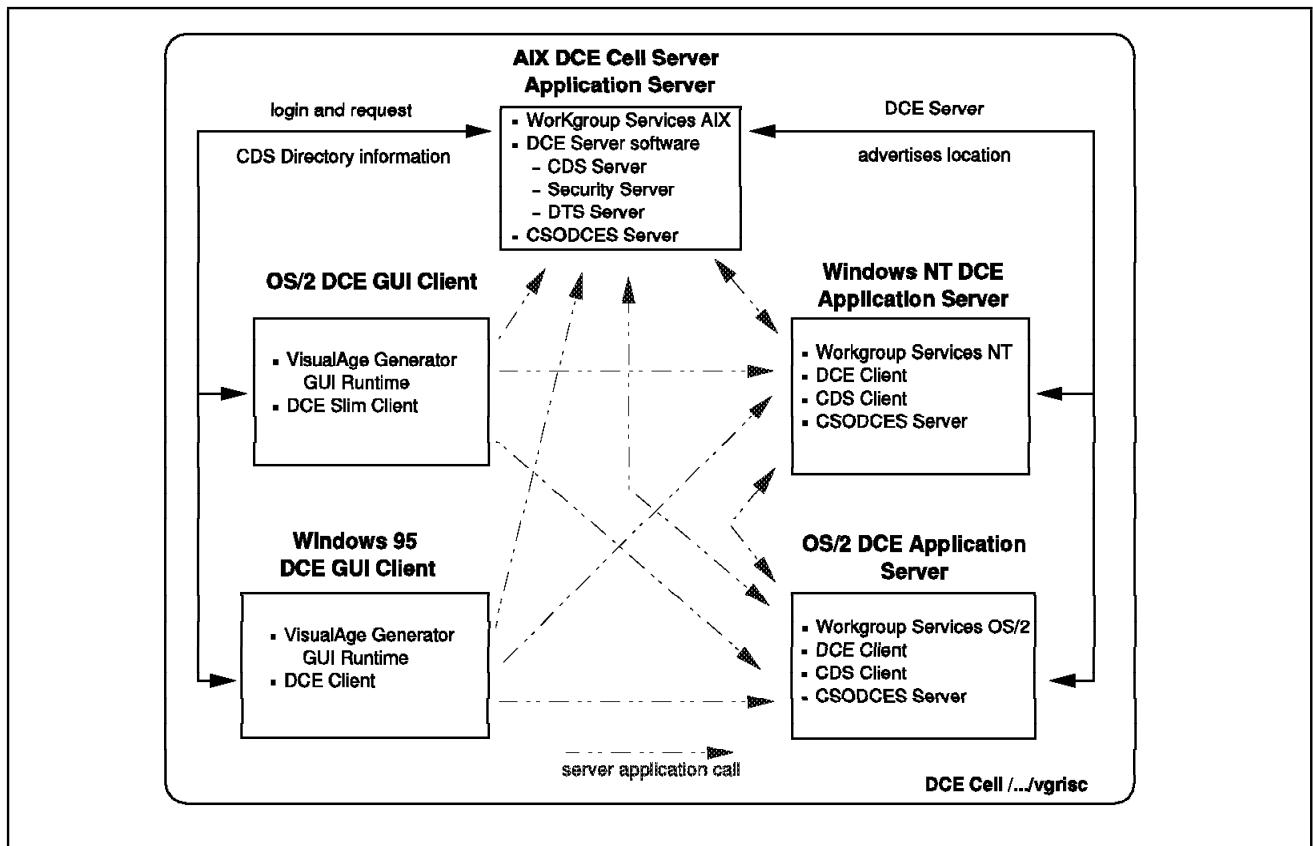 AIX DCE Cell Server
Application Server
login and request
CDS Directory information
▪ WorKgroup Services AIX
▪ DCE Server software
– CDS Server
– Security Server
– DTS Server
▪ CSODCES Server
DCE Server
advertises location
OS/2 DCE GUI Client
▪ VisualAge Generator
GUI Runtime
▪ DCE Slim Client
Windows NT DCE
Application Server
▪ Workgroup Services NT
▪ DCE Client
▪ CDS Client
▪ CSODCES Server
Windows 95
DCE GUI Client
▪ VisualAge Generator
GUI Runtime
▪ DCE Client
OS/2 DCE Application
Server
▪ Workgroup Services OS/2
▪ DCE Client
▪ CDS Client
▪ CSODCES Server
server application call
DCE Cell /.../vgrisc